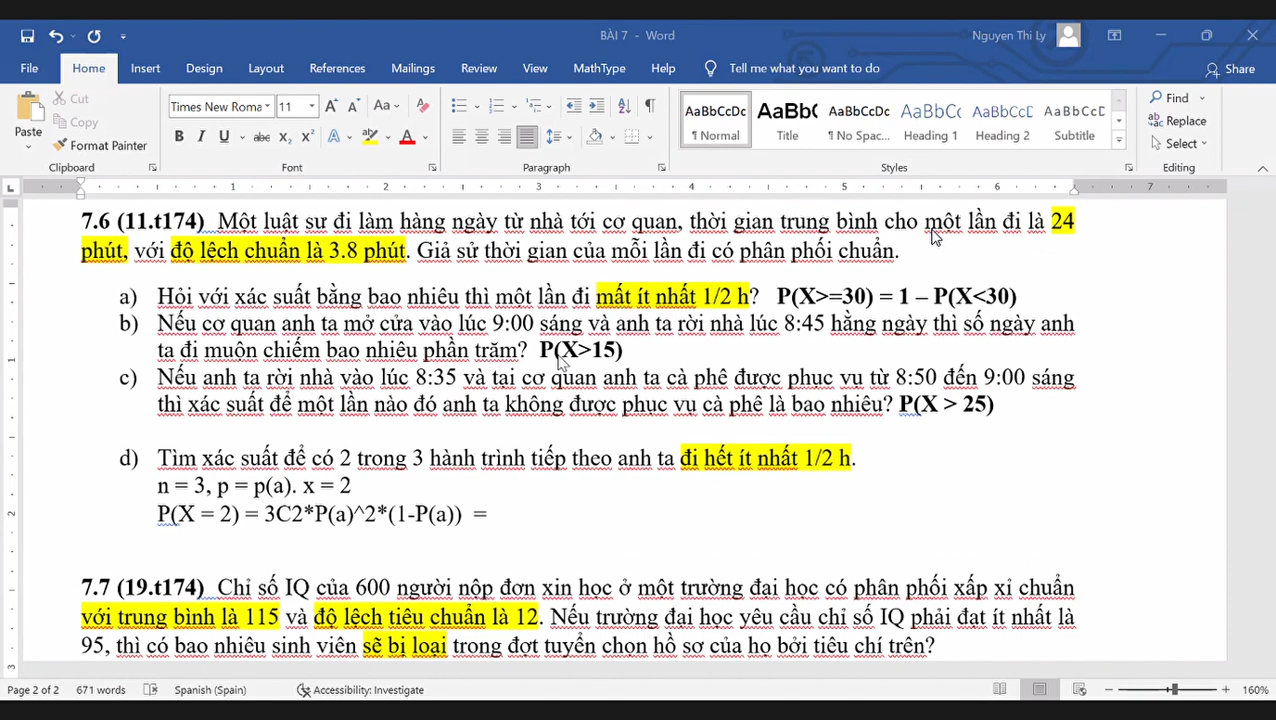 BÀI 7 - Word
Nguyen Thi Ly
File Home Insert Design Layout References Mailings Review View MathType Help Tell me what you want to do Share
Paste Cut Copy Format Painter
Times New Roma 11
AaBbCcDc AaBbC AaBbCcDc AaBbCcD AaBbCcD AaBbCcDc
¶ Normal Title ¶ No Spac... Heading 1 Heading 2 Subtitle
Find Replace Select
Clipboard Font Paragraph Styles Editing
1 2 3 4 5 6 7
7.6 (11.t174) Một luật sư đi làm hàng ngày từ nhà tới cơ quan, thời gian trung bình cho một lần đi là 24
phút, với độ lệch chuẩn là 3.8 phút. Giả sử thời gian của mỗi lần đi có phân phối chuẩn.
a) Hỏi với xác suất bằng bao nhiêu thì một lần đi mất ít nhất 1/2 h? P(X>=30) = 1 – P(X<30)
b) Nếu cơ quan anh ta mở cửa vào lúc 9:00 sáng và anh ta rời nhà lúc 8:45 hằng ngày thì số ngày anh
ta đi muộn chiếm bao nhiêu phần trăm? P(X>15)
c) Nếu anh ta rời nhà vào lúc 8:35 và tại cơ quan anh ta cà phê được phục vụ từ 8:50 đến 9:00 sáng
thì xác suất để một lần nào đó anh ta không được phục vụ cà phê là bao nhiêu? P(X > 25)
d) Tìm xác suất để có 2 trong 3 hành trình tiếp theo anh ta đi hết ít nhất 1/2 h.
n = 3, p = p(a). x = 2
P(X = 2) = 3C2*P(a)^2*(1-P(a)) =
7.7 (19.t174) Chỉ số IQ của 600 người nộp đơn xin học ở một trường đại học có phân phối xấp xỉ chuẩn
với trung bình là 115 và độ lệch tiêu chuẩn là 12. Nếu trường đại học yêu cầu chỉ số IQ phải đạt ít nhất là
95, thì có bao nhiêu sinh viên sẽ bị loại trong đợt tuyển chọn hồ sơ của họ bởi tiêu chí trên?
Page 2 of 2 671 words Spanish (Spain) Accessibility: Investigate 160%